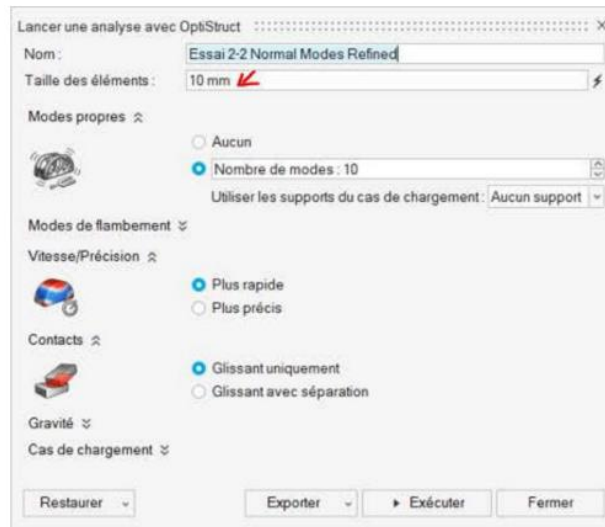 Lancer une analyse avec OptiStruct
Nom : Essai 2-2 Normal Modes Refined
Taille des éléments : 10 mm
Modes propres
Aucun
Nombre de modes : 10
Utiliser les supports du cas de chargement : Aucun support
Modes de flambement
Vitesse/Précision
Plus rapide
Plus précis
Contacts
Glissant uniquement
Glissant avec séparation
Gravité
Cas de chargement
Restaurer Exporter Exécuter Fermer